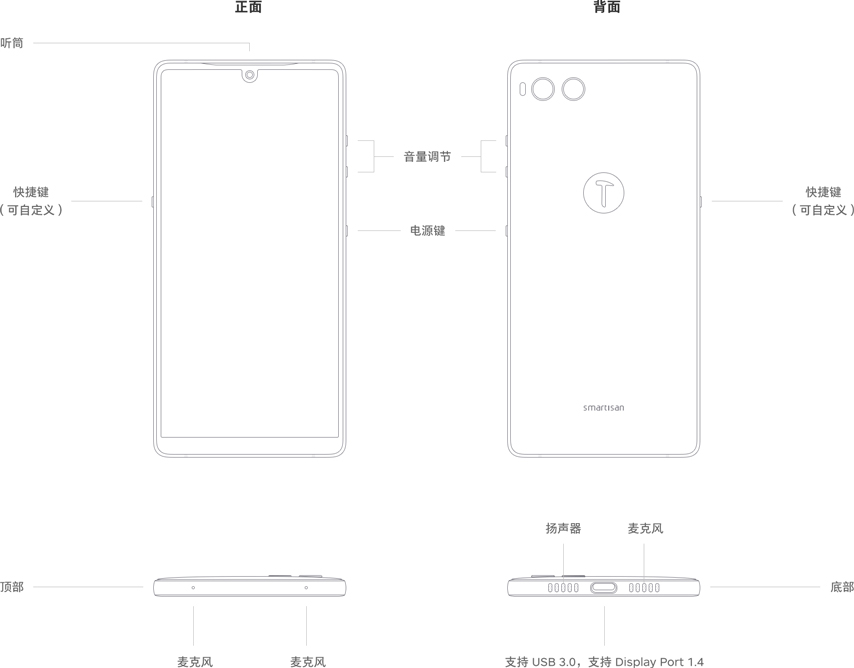 正面
背面
听筒
音量调节
快捷键
（可自定义）
快捷键
（可自定义）
电源键
smartisan
扬声器
麦克风
顶部
底部
麦克风
麦克风
支持 USB 3.0，支持 Display Port 1.4